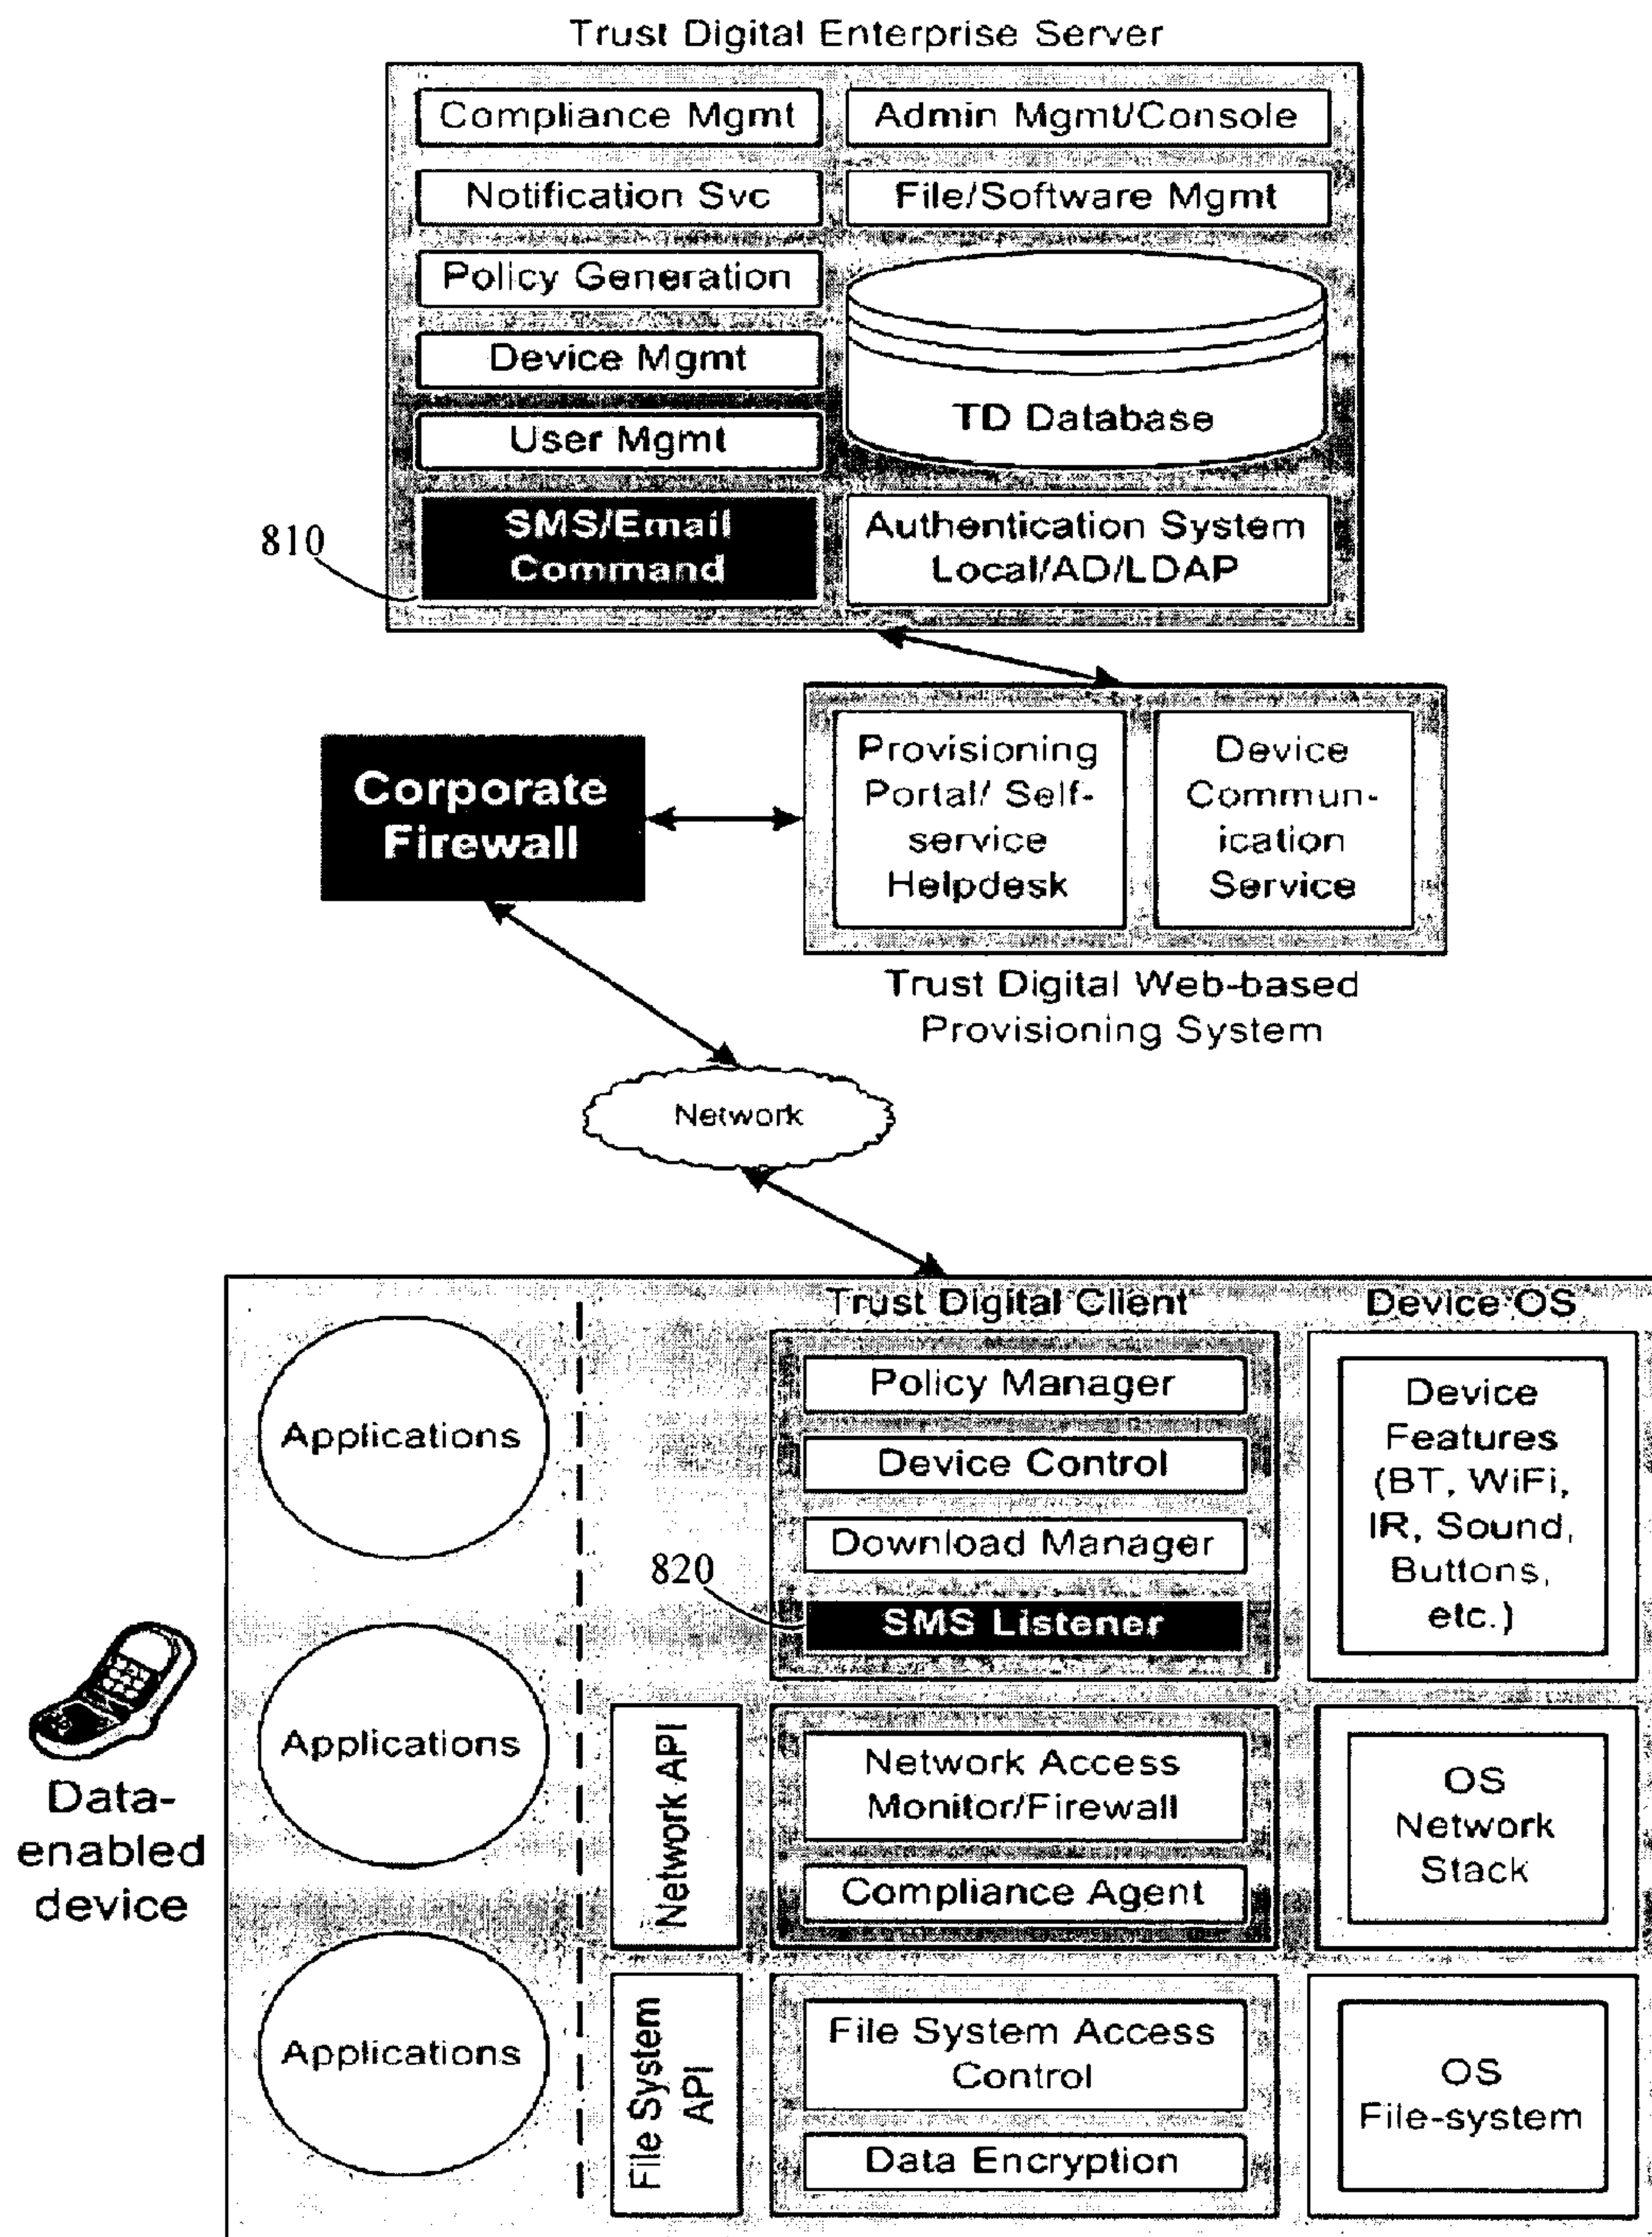 Trust Digital Enterprise Server
Compliance Mgmt
Admin Mgmt/Console
Notification Svc
File/Software Mgmt
Policy Generation
Device Mgmt
TD Database
User Mgmt
SMS/Email
Command
Authentication System
Local/AD/LDAP
810
Corporate
Firewall
Provisioning
Portal/ Self-
service
Helpdesk
Device
Commun-
ication
Service
Trust Digital Web-based
Provisioning System
Network
Trust Digital Client
Device OS
Applications
Policy Manager
Device Control
Download Manager
820
SMS Listener
Device
Features
(BT, WiFi,
IR, Sound,
Buttons,
etc.)
Data-
enabled
device
Applications
Network API
Network Access
Monitor/Firewall
Compliance Agent
OS
Network
Stack
Applications
File System
API
File System Access
Control
Data Encryption
OS
File-system